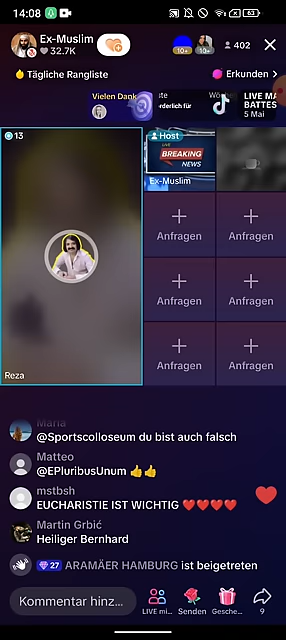 14:08
63
Ex-Muslim
32.7K
10+
10+
402
Tägliche Rangliste
Erkunden
Vielen Dank
LIVE MA
BATTES
5 Mai
13
Host
LIVE
BREAKING
NEWS
Ex-Muslim
Anfragen
Anfragen
Anfragen
Anfragen
Anfragen
Anfragen
Reza
Maria
@Sportscolloseum du bist auch falsch
Matteo
@EPluribusUnum 👍👍
mstbsh
EUCHARISTIE IST WICHTIG ❤️❤️❤️❤️
Martin Grbić
Heiliger Bernhard
27 ARAMÄER HAMBURG ist beigetreten
Kommentar hinz...
LIVE mi...
Senden
Gesche...
9